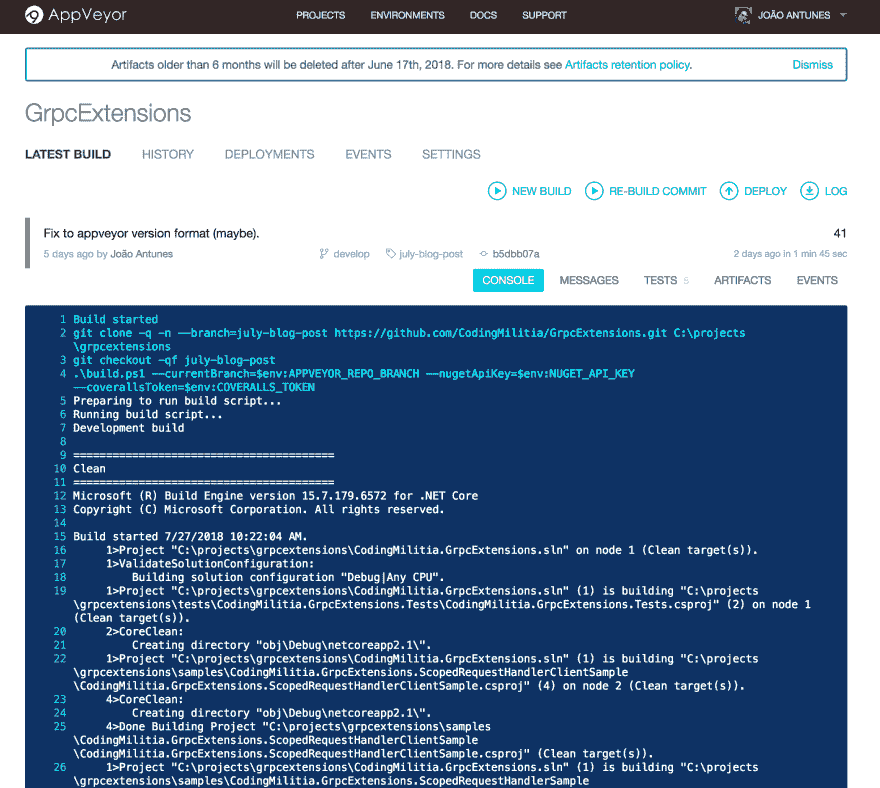 AppVeyor PROJECTS ENVIRONMENTS DOCS SUPPORT JOÃO ANTUNES
Artifacts older than 6 months will be deleted after June 17th, 2018. For more details see Artifacts retention policy. Dismiss
GrpcExtensions
LATEST BUILD HISTORY DEPLOYMENTS EVENTS SETTINGS
NEW BUILD RE-BUILD COMMIT DEPLOY LOG
Fix to appveyor version format (maybe). 41
5 days ago by João Antunes develop july-blog-post b5dbb07a 2 days ago in 1 min 45 sec
CONSOLE MESSAGES TESTS 5 ARTIFACTS EVENTS
1 Build started
2 git clone -q -n --branch=july-blog-post https://github.com/CodingMilitia/GrpcExtensions.git C:\projects
\grpcextensions
3 git checkout -qf july-blog-post
4 .\build.ps1 --currentBranch=$env:APPVEYOR_REPO_BRANCH --nugetApiKey=$env:NUGET_API_KEY
--coverallsToken=$env:COVERALLS_TOKEN
5 Preparing to run build script...
6 Running build script...
7 Development build
8
9 ========================================
10 Clean
11 ========================================
12 Microsoft (R) Build Engine version 15.7.179.6572 for .NET Core
13 Copyright (C) Microsoft Corporation. All rights reserved.
14
15 Build started 7/27/2018 10:22:04 AM.
16 1>Project "C:\projects\grpcextensions\CodingMilitia.GrpcExtensions.sln" on node 1 (Clean target(s)).
17 1>ValidateSolutionConfiguration:
18 Building solution configuration "Debug|Any CPU".
19 1>Project "C:\projects\grpcextensions\CodingMilitia.GrpcExtensions.sln" (1) is building "C:\projects
\grpcextensions\tests\CodingMilitia.GrpcExtensions.Tests\CodingMilitia.GrpcExtensions.Tests.csproj" (2) on node 1
(Clean target(s)).
20 2>CoreClean:
21 Creating directory "obj\Debug\netcoreapp2.1\".
22 1>Project "C:\projects\grpcextensions\CodingMilitia.GrpcExtensions.sln" (1) is building "C:\projects
\grpcextensions\samples\CodingMilitia.GrpcExtensions.ScopedRequestHandlerClientSample
\CodingMilitia.GrpcExtensions.ScopedRequestHandlerClientSample.csproj" (4) on node 2 (Clean target(s)).
23 4>CoreClean:
24 Creating directory "obj\Debug\netcoreapp2.1\".
25 4>Done Building Project "C:\projects\grpcextensions\samples
\CodingMilitia.GrpcExtensions.ScopedRequestHandlerClientSample
\CodingMilitia.GrpcExtensions.ScopedRequestHandlerClientSample.csproj" (Clean target(s)).
26 1>Project "C:\projects\grpcextensions\CodingMilitia.GrpcExtensions.sln" (1) is building "C:\projects
\grpcextensions\samples\CodingMilitia.GrpcExtensions.ScopedRequestHandlerSample